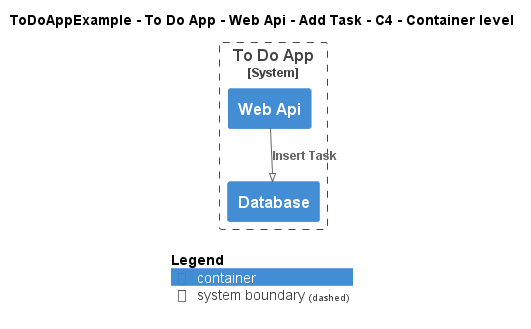 ToDoAppExample - To Do App - Web Api - Add Task - C4 - Container level
To Do App
[System]
Web Api
Insert Task
Database
Legend
container
system boundary (dashed)